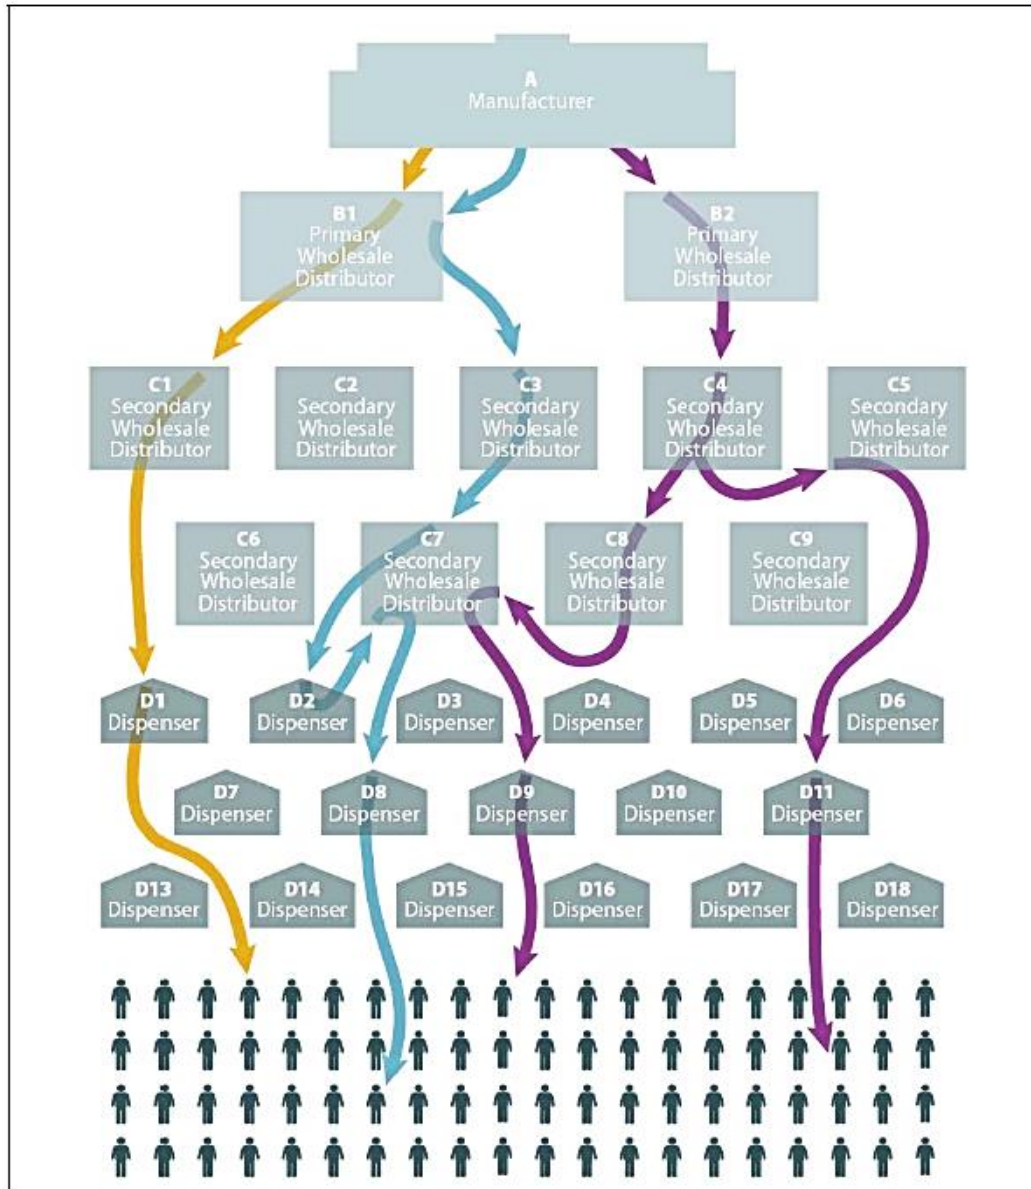 A
Manufacturer
B1
Primary
Wholesale
Distributor
B2
Primary
Wholesale
Distributor
C1
Secondary
Wholesale
Distributor
C2
Secondary
Wholesale
Distributor
C3
Secondary
Wholesale
Distributor
C4
Secondary
Wholesale
Distributor
C5
Secondary
Wholesale
Distributor
C6
Secondary
Wholesale
Distributor
C7
Secondary
Wholesale
Distributor
C8
Secondary
Wholesale
Distributor
C9
Secondary
Wholesale
Distributor
D1
Dispenser
D2
Dispenser
D3
Dispenser
D4
Dispenser
D5
Dispenser
D6
Dispenser
D7
Dispenser
D8
Dispenser
D9
Dispenser
D10
Dispenser
D11
Dispenser
D13
Dispenser
D14
Dispenser
D15
Dispenser
D16
Dispenser
D17
Dispenser
D18
Dispenser